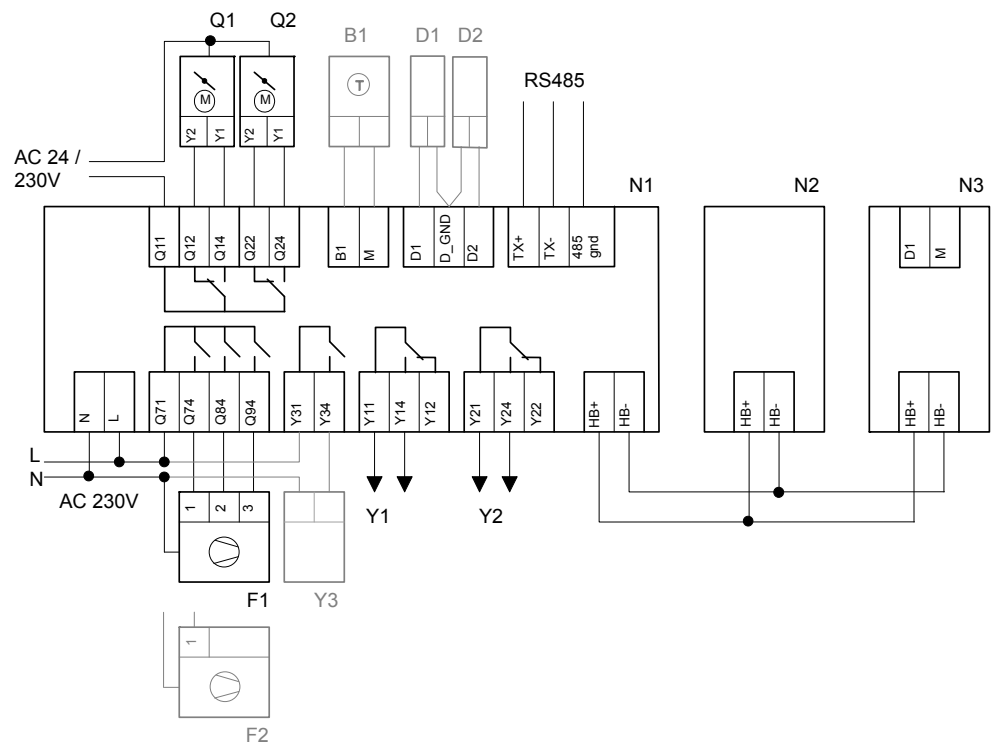 Q1 Q2 B1 D1 D2
T
RS485
M M
Y2 Y1 Y2 Y1
AC 24 /
230V
N1 N2 N3
Q11 Q12 Q14 Q22 Q24 B1 M D1 D_GND D2 TX+ TX- 485 gnd D1 M
N L Q71 Q74 Q84 Q94 Y31 Y34 Y11 Y14 Y12 Y21 Y24 Y22 HB+ HB- HB+ HB- HB+ HB-
L
N
AC 230V
1 2 3
Y1 Y2
F1 Y3
1
F2